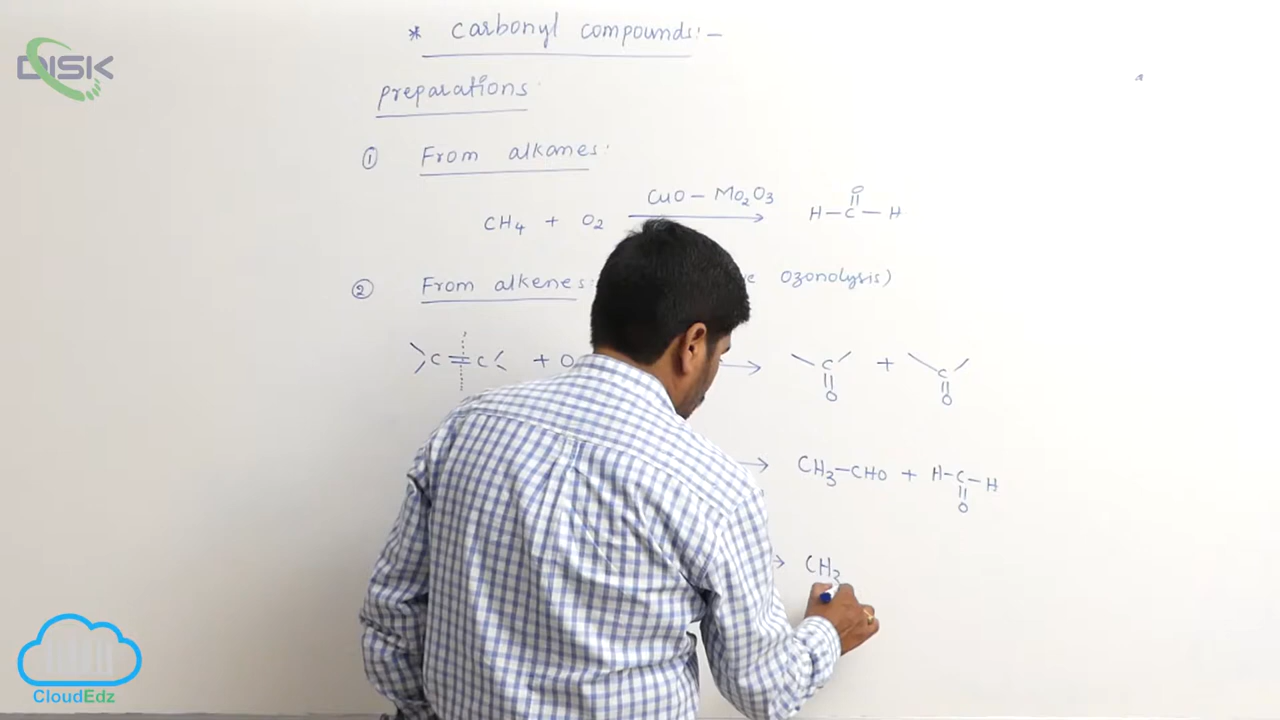 DISK
* Carbonyl compounds:-
preparations:
① From alkanes:
CH4 + O2 CuO – Mo2O3 → H–C–H
O
② From alkenes: ozonolysis)
>C=C< + O → C + C
O O
→ CH3–CHO + H–C–H
O
→ CH3
CloudEdz